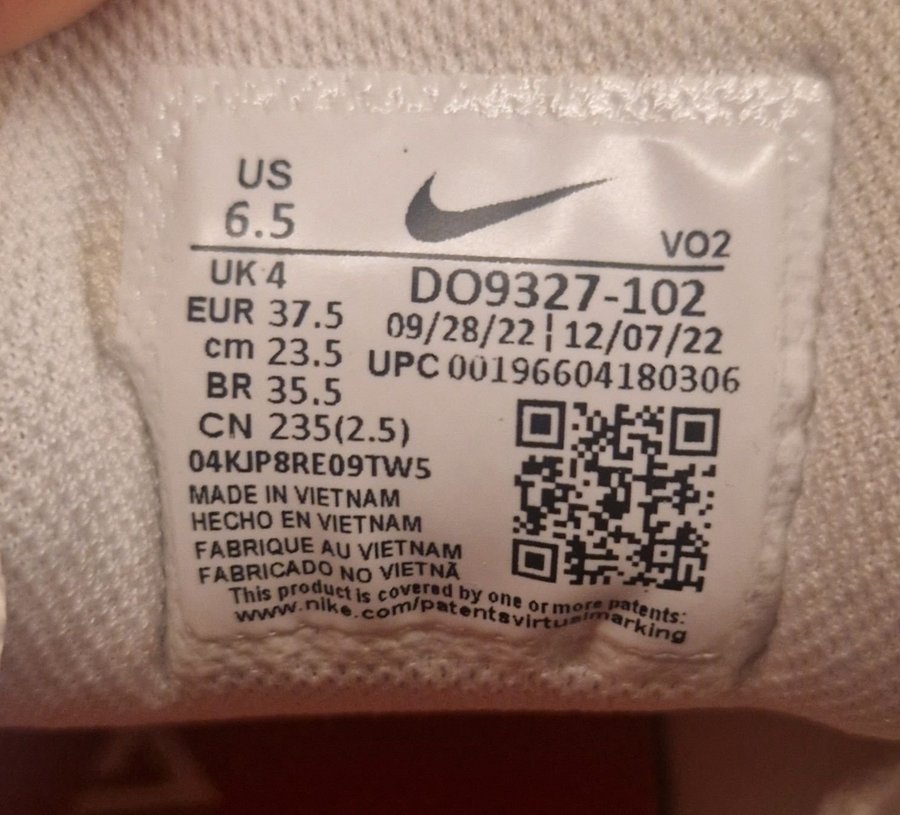 US
6.5
VO2
UK 4
DO9327-102
EUR 37.5
09/28/22 ¦ 12/07/22
cm 23.5
UPC 00196604180306
BR 35.5
CN 235(2.5)
04KJP8RE09TW5
MADE IN VIETNAM
HECHO EN VIETNAM
FABRIQUE AU VIETNAM
FABRICADO NO VIETNÃ
This product is covered by one or more patents:
www.nike.com/patentsvirtualmarking